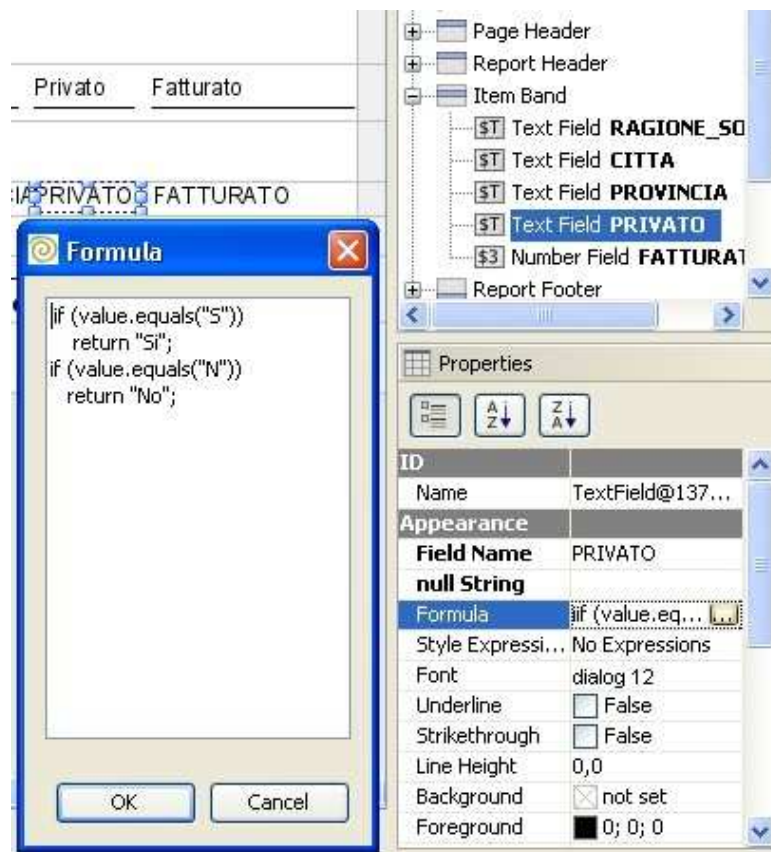 Privato Fatturato
PRIVATO FATTURATO
Formula
if (value.equals("S"))
return "Si";
if (value.equals("N"))
return "No";
OK Cancel
Page Header
Report Header
Item Band
$T Text Field RAGIONE_SO
$T Text Field CITTA
$T Text Field PROVINCIA
$T Text Field PRIVATO
$3 Number Field FATTURAT
Report Footer
Properties
A Z Z A
ID
Name TextField@137...
Appearance
Field Name PRIVATO
null String
Formula if (value.eq... ...
Style Expressi... No Expressions
Font dialog 12
Underline False
Strikethrough False
Line Height 0,0
Background not set
Foreground 0; 0; 0